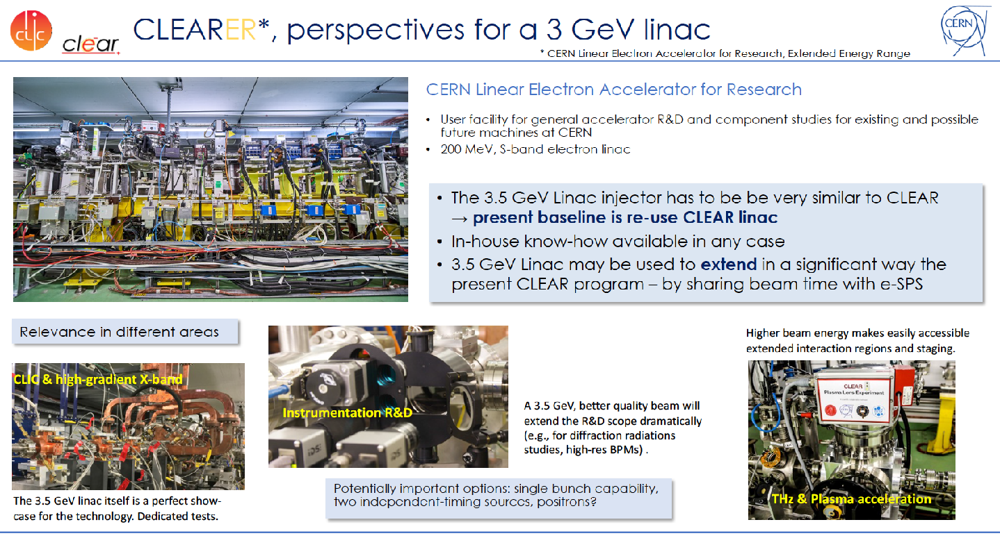 CLIC
clear
CLEARER*, perspectives for a 3 GeV linac
* CERN Linear Electron Accelerator for Research, Extended Energy Range
CERN
CERN Linear Electron Accelerator for Research
• User facility for general accelerator R&D and component studies for existing and possible
future machines at CERN
• 200 MeV, S-band electron linac
• The 3.5 GeV Linac injector has to be be very similar to CLEAR
→ present baseline is re-use CLEAR linac
• In-house know-how available in any case
• 3.5 GeV Linac may be used to extend in a significant way the
present CLEAR program – by sharing beam time with e-SPS
Relevance in different areas
CLIC & high-gradient X-band
The 3.5 GeV linac itself is a perfect show-
case for the technology. Dedicated tests.
Instrumentation R&D
iDS
iDS
A 3.5 GeV, better quality beam will
extend the R&D scope dramatically
(e.g., for diffraction radiations
studies, high-res BPMs) .
Potentially important options: single bunch capability,
two independent-timing sources, positrons?
Higher beam energy makes easily accessible
extended interaction regions and staging.
CLEAR
Plasma Lens Experiment
THz & Plasma acceleration